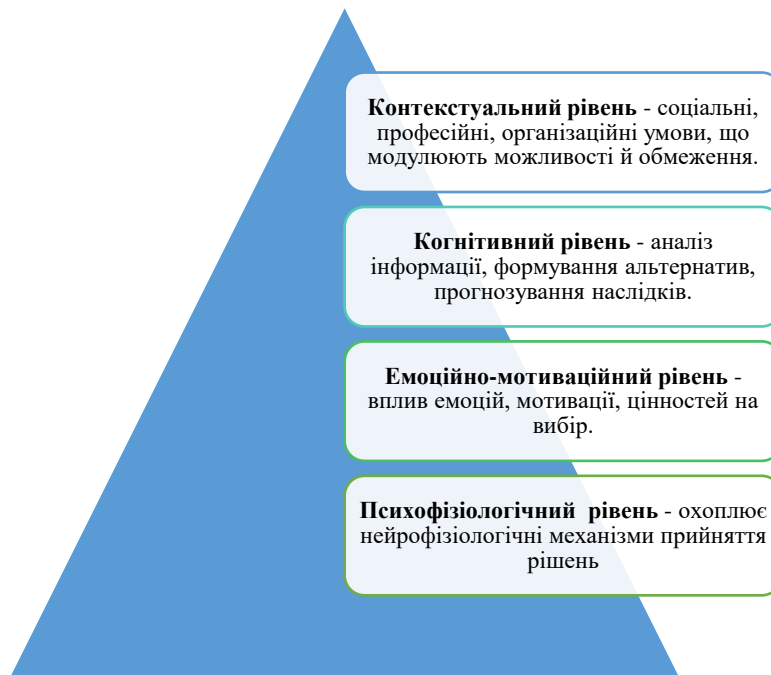 Контекстуальний рівень - соціальні,
професійні, організаційні умови, що
модулюють можливості й обмеження.
Когнітивний рівень - аналіз
інформації, формування альтернатив,
прогнозування наслідків.
Емоційно-мотиваційний рівень -
вплив емоцій, мотивації, цінностей на
вибір.
Психофізіологічний рівень - охоплює
нейрофізіологічні механізми прийняття
рішень